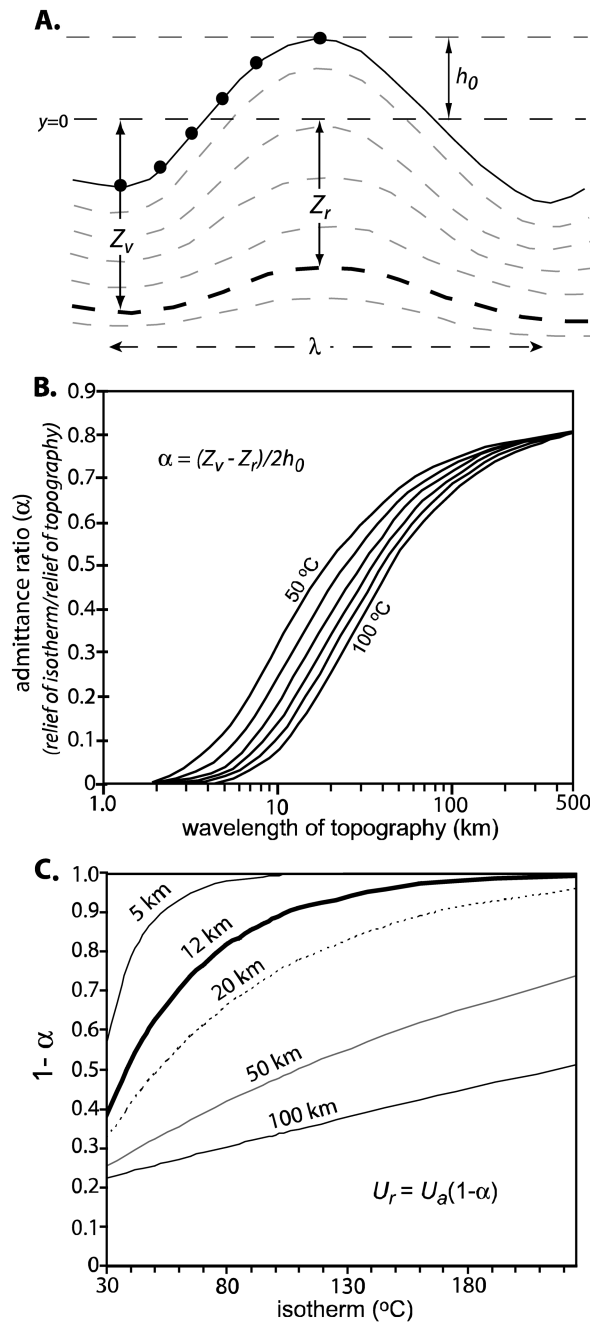 A.
h0
y=0
Zv
Zr
λ
B.
0.9
0.8
0.7
0.6
0.5
0.4
0.3
0.2
0.1
0
admittance ratio (α)
(relief of isotherm/relief of topography)
α = (Zv - Zr)/2h0
50 ºC
100 ºC
1.0
10
100
500
wavelength of topography (km)
C.
1.0
0.9
0.8
0.7
0.6
0.5
0.4
0.3
0.2
0.1
0
1- α
5 km
12 km
20 km
50 km
100 km
Ur = Ua(1-α)
30
80
130
180
isotherm (ºC)